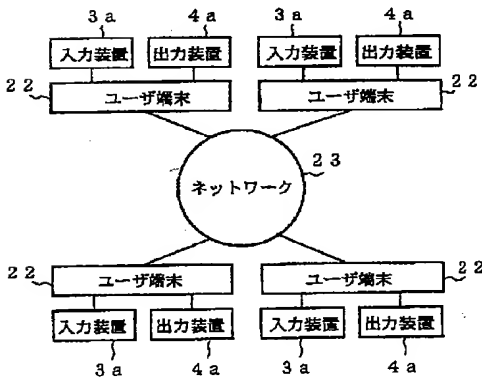 3a 4a 3a 4a
入力装置 出力装置 入力装置 出力装置
22 ユーザ端末 ユーザ端末 22
23
ネットワーク
22 ユーザ端末 ユーザ端末 22
入力装置 出力装置 入力装置 出力装置
3a 4a 3a 4a